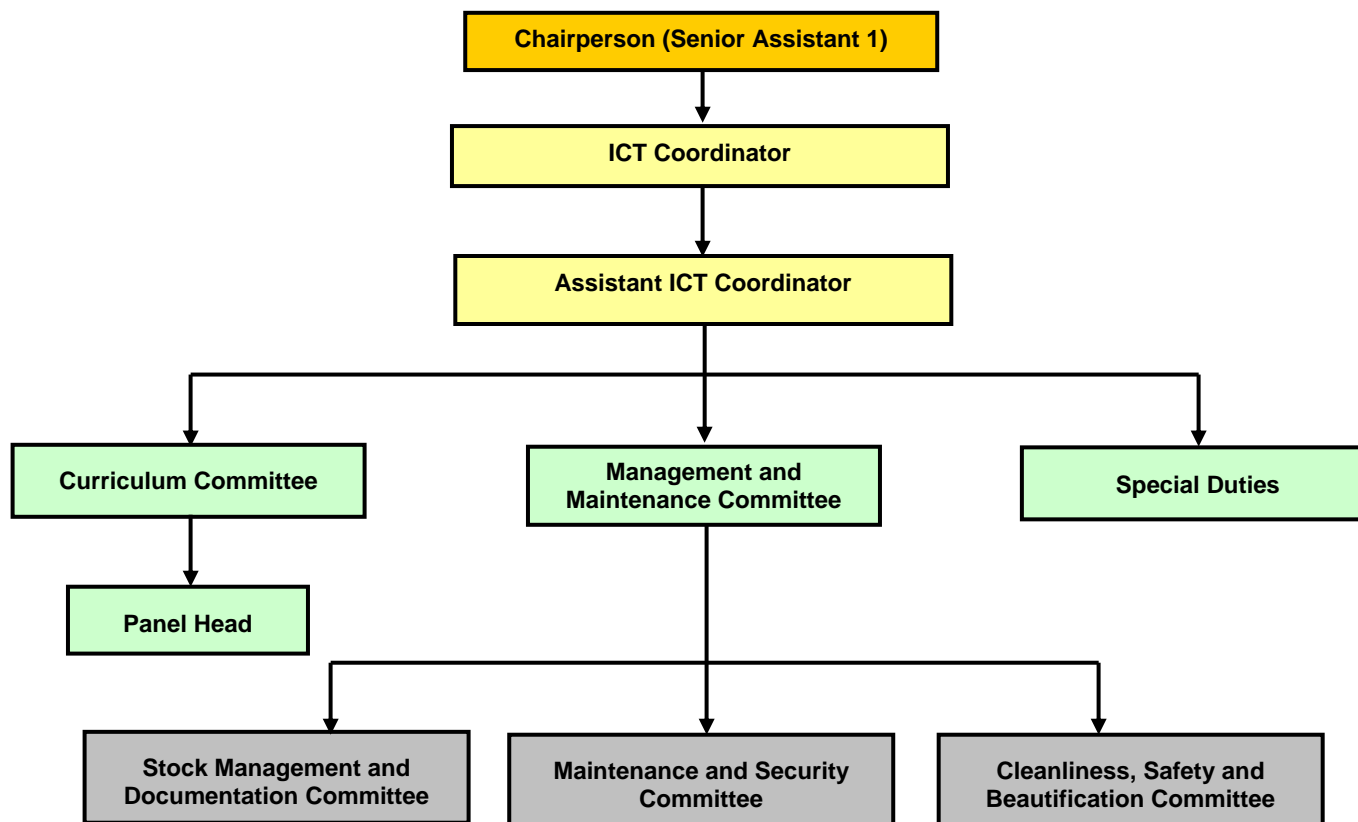 Chairperson (Senior Assistant 1)
ICT Coordinator
Assistant ICT Coordinator
Curriculum Committee
Management and
Maintenance Committee
Special Duties
Panel Head
Stock Management and
Documentation Committee
Maintenance and Security
Committee
Cleanliness, Safety and
Beautification Committee